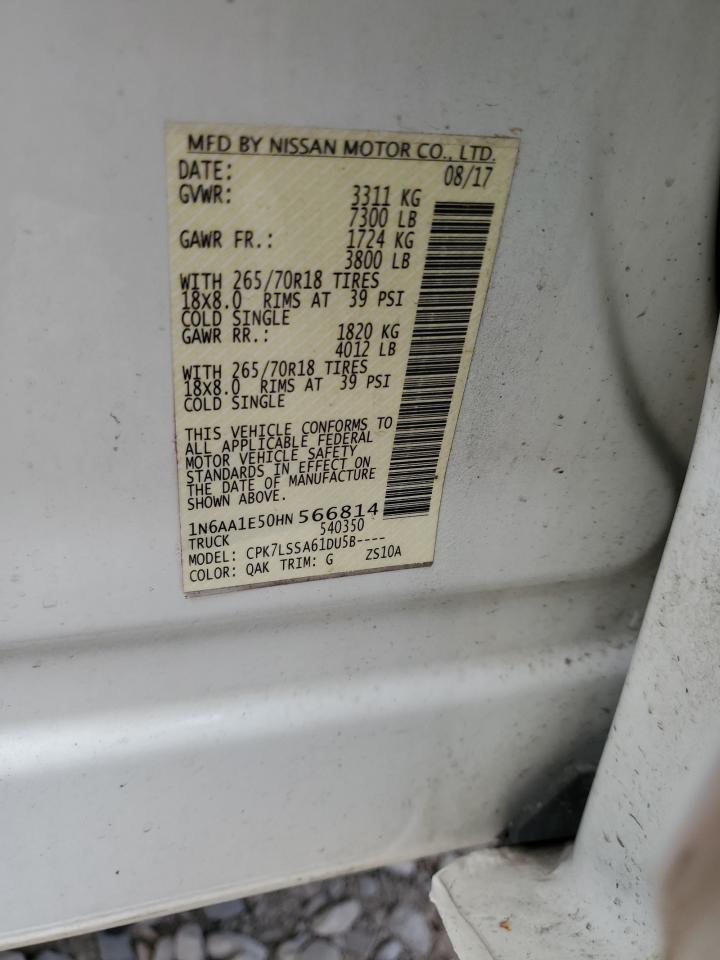 MFD BY NISSAN MOTOR CO., LTD.
DATE: 08/17
GVWR: 3311 KG
7300 LB
GAWR FR.: 1724 KG
3800 LB
WITH 265/70R18 TIRES
18X8.0 RIMS AT 39 PSI
COLD SINGLE
GAWR RR.: 1820 KG
4012 LB
WITH 265/70R18 TIRES
18X8.0 RIMS AT 39 PSI
COLD SINGLE
THIS VEHICLE CONFORMS TO
ALL APPLICABLE FEDERAL
MOTOR VEHICLE SAFETY
STANDARDS IN EFFECT ON
THE DATE OF MANUFACTURE
SHOWN ABOVE.
1N6AA1E50HN 566814
TRUCK 540350
MODEL: CPK7LSSA61DU5B----
COLOR: QAK TRIM: G ZS10A